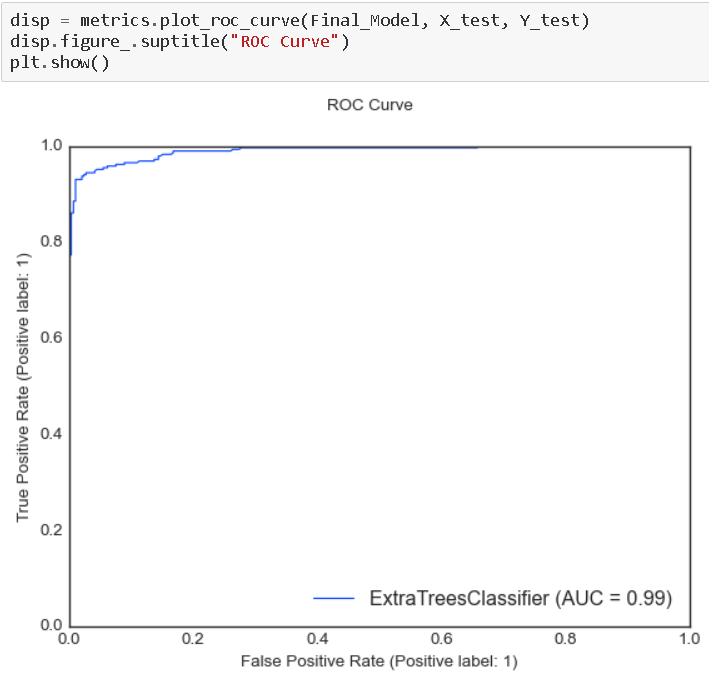 disp = metrics.plot_roc_curve(Final_Model, X_test, Y_test)
disp.figure_.suptitle("ROC Curve")
plt.show()
ROC Curve
1.0
0.8
0.6
0.4
0.2
0.0
True Positive Rate (Positive label: 1)
ExtraTreesClassifier (AUC = 0.99)
0.0 0.2 0.4 0.6 0.8 1.0
False Positive Rate (Positive label: 1)